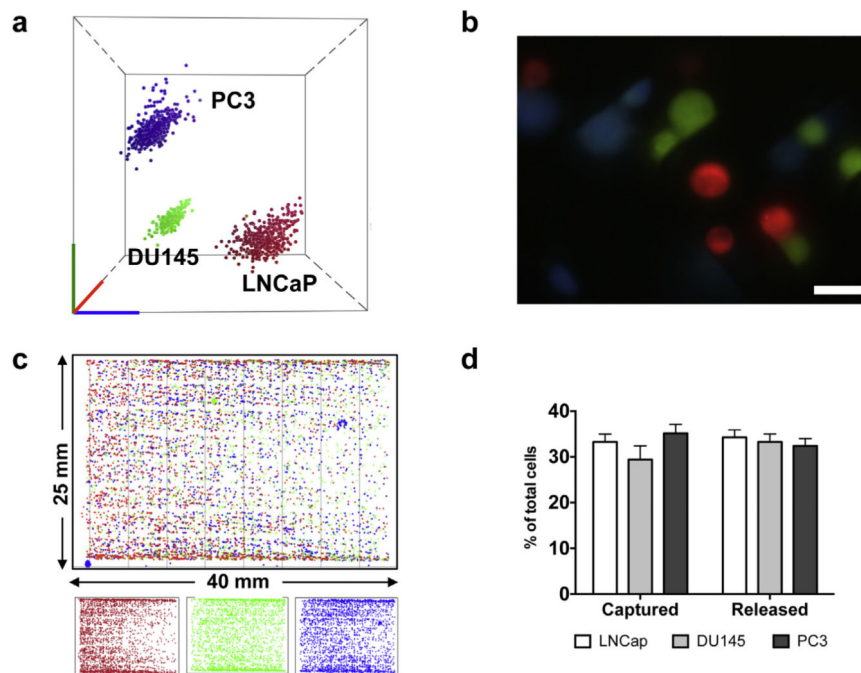 a
PC3
DU145
LNCaP
b
c
25 mm
40 mm
d
% of total cells
40
30
20
10
0
Captured
Released
LNCap
DU145
PC3